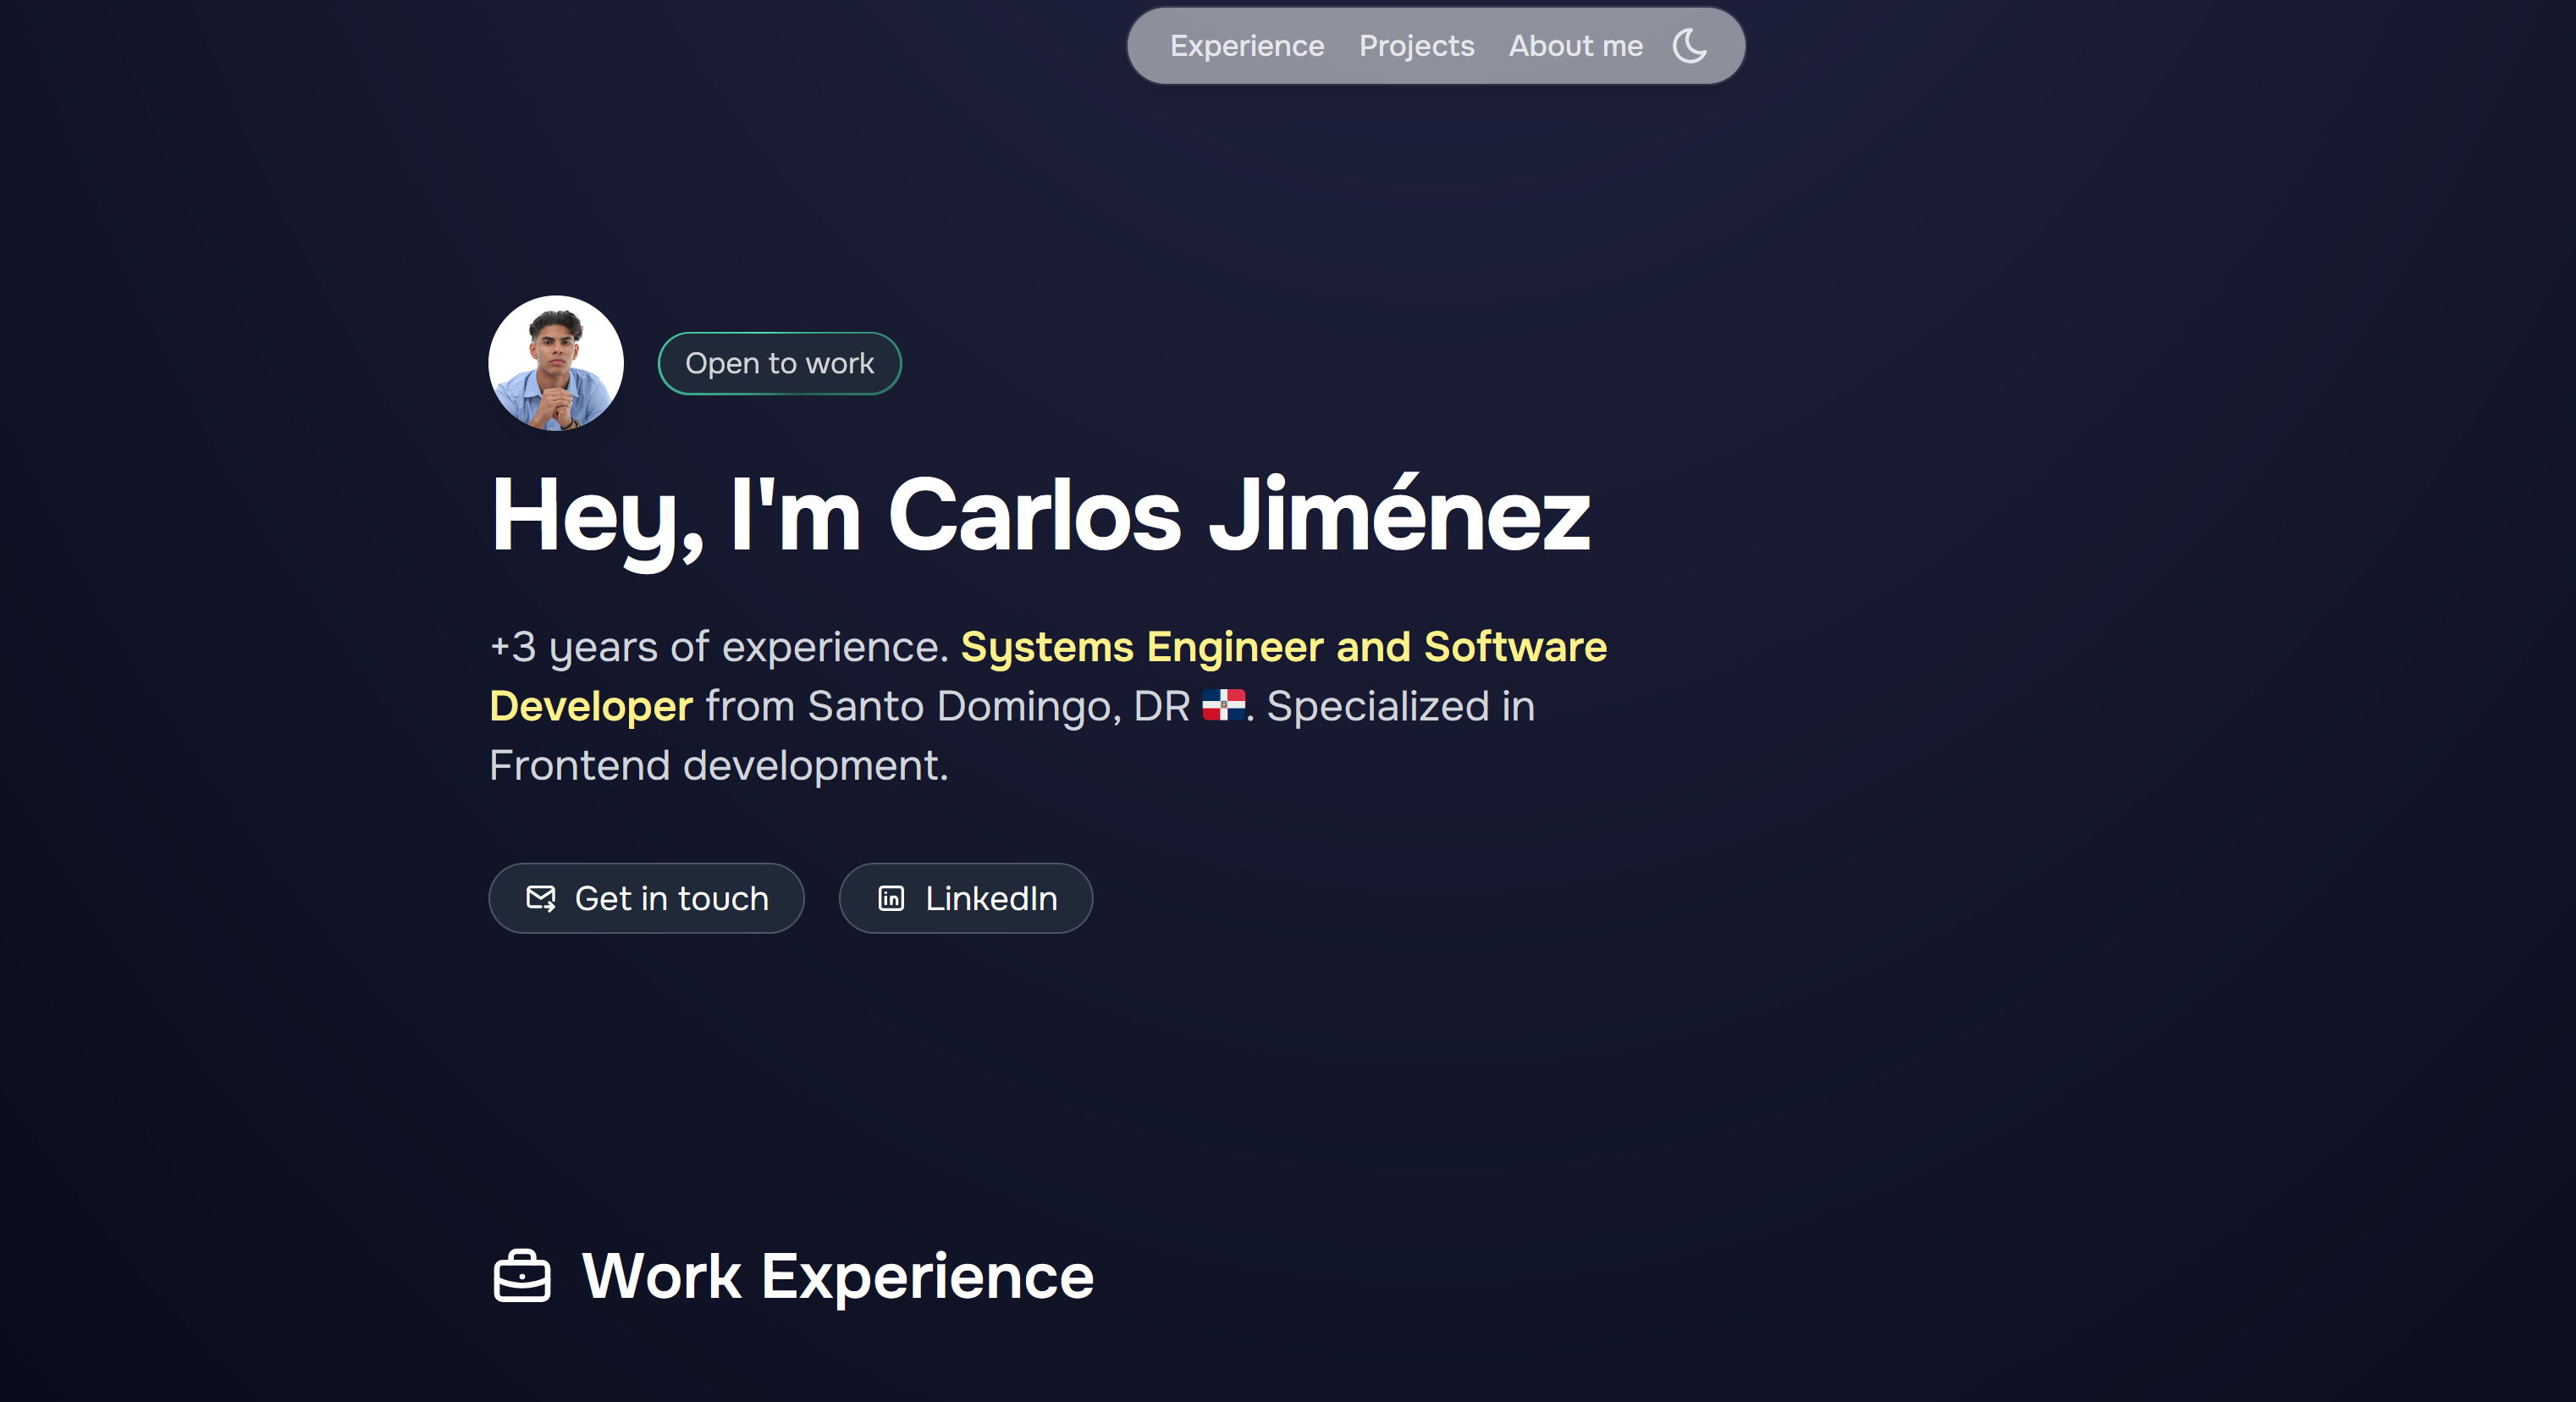 Experience Projects About me
Open to work
Hey, I'm Carlos Jiménez
+3 years of experience. Systems Engineer and Software
Developer from Santo Domingo, DR 🇩🇴. Specialized in
Frontend development.
Get in touch LinkedIn
Work Experience